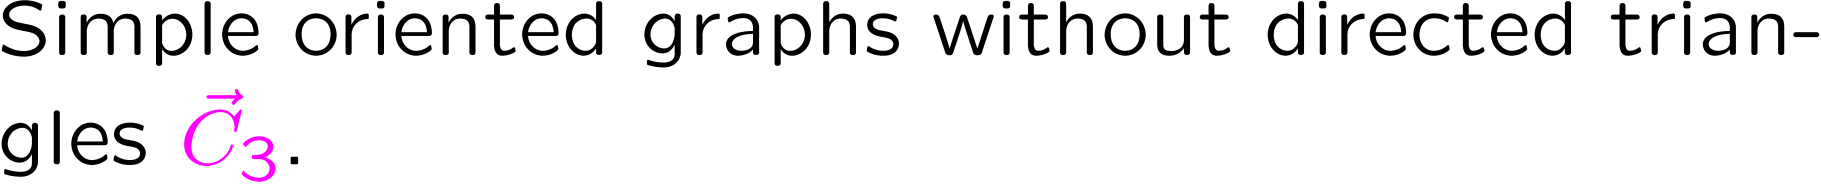 Simple oriented graphs without directed trian-
gles $\vec{C}_3$.